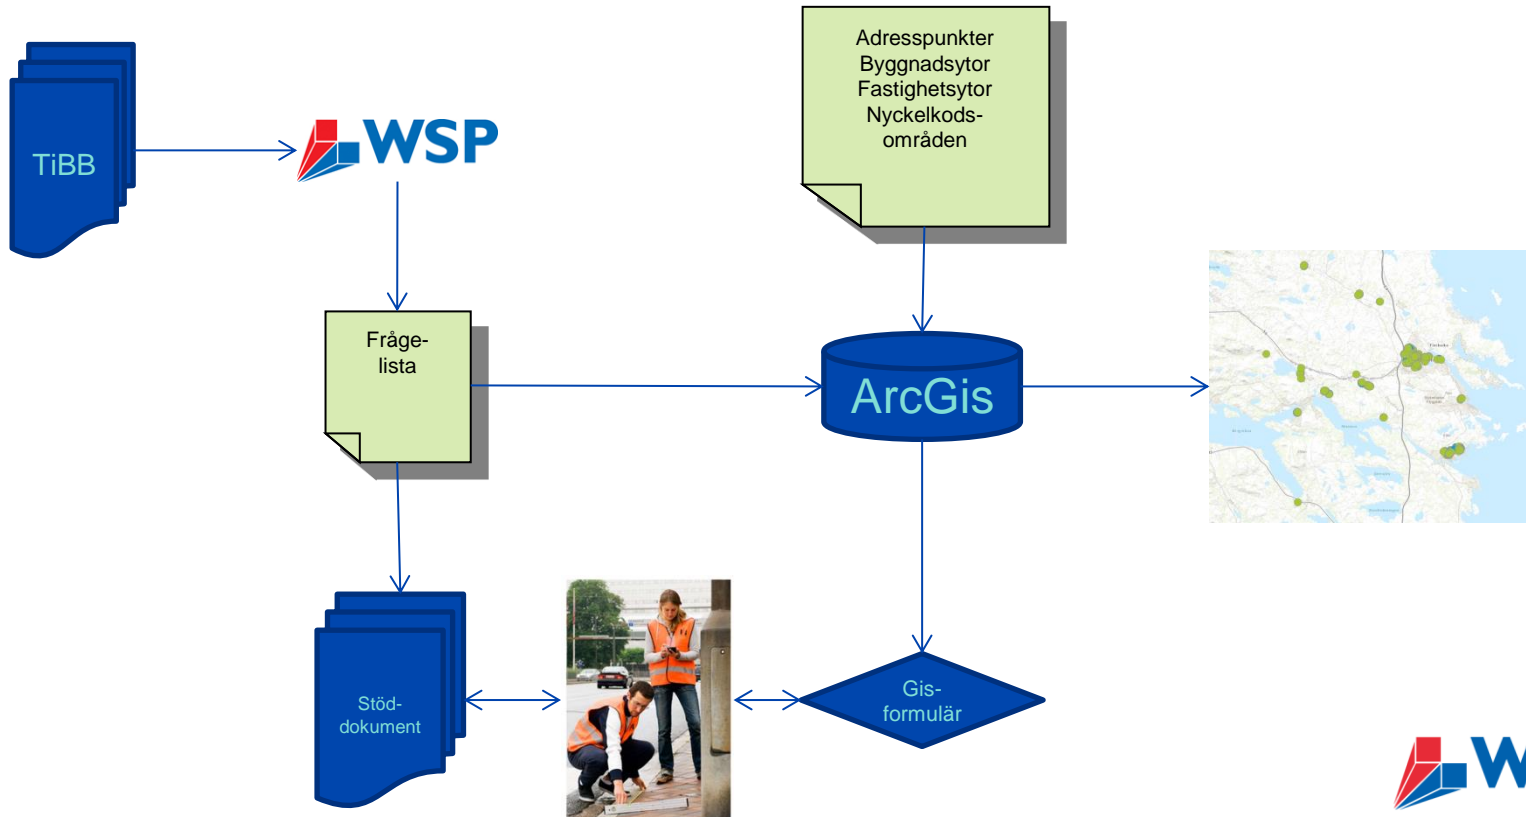 Adresspunkter
Byggnadsytor
Fastighetsytor
Nyckelkods-
områden
TiBB
WSP
Fråge-
lista
ArcGis
Stöd-
dokument
Gis-
formulär
W